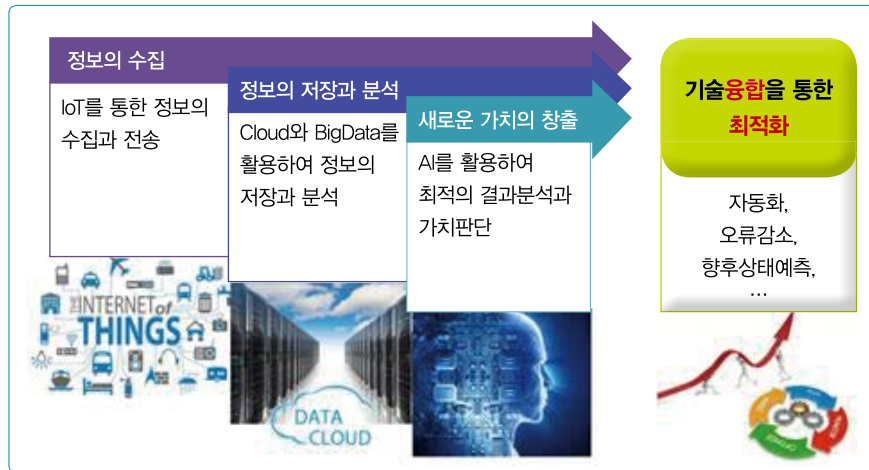 정보의 수집
IoT를 통한 정보의
수집과 전송
정보의 저장과 분석
Cloud와 BigData를
활용하여 정보의
저장과 분석
새로운 가치의 창출
AI를 활용하여
최적의 결과분석과
가치판단
기술융합을 통한
최적화
자동화,
오류감소,
향후상태예측,
…
THE INTERNET of
THINGS
DATA
CLOUD